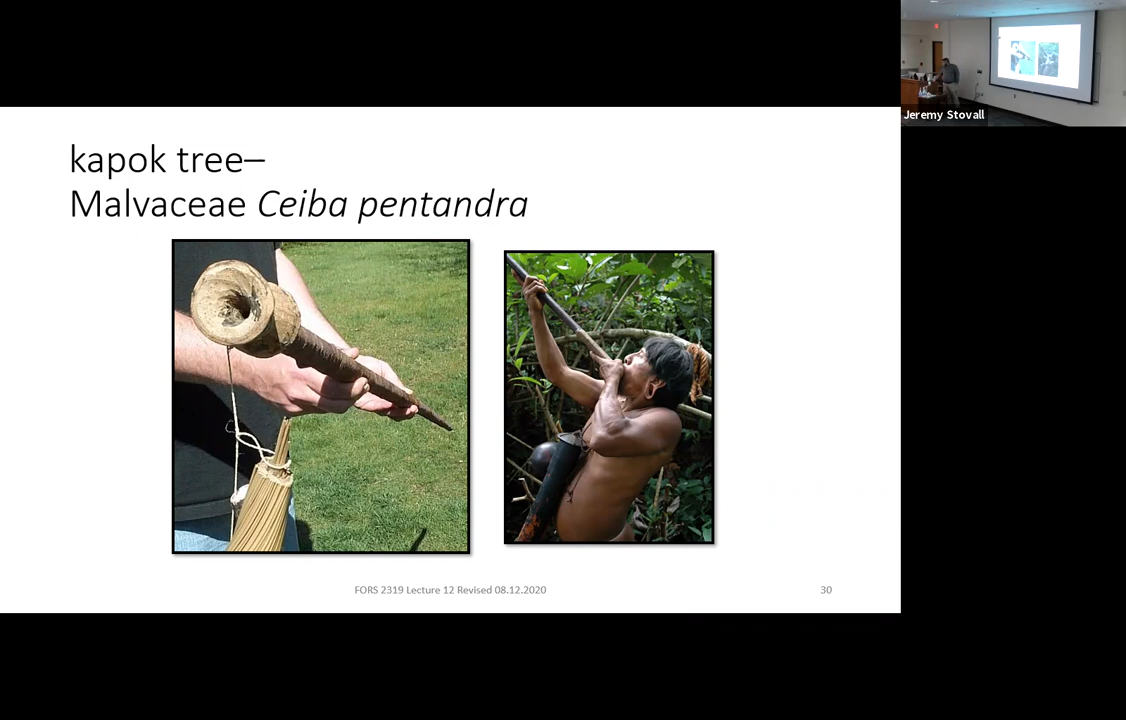 kapok tree–
Malvaceae Ceiba pentandra
FORS 2319 Lecture 12 Revised 08.12.2020
30
Jeremy Stovall